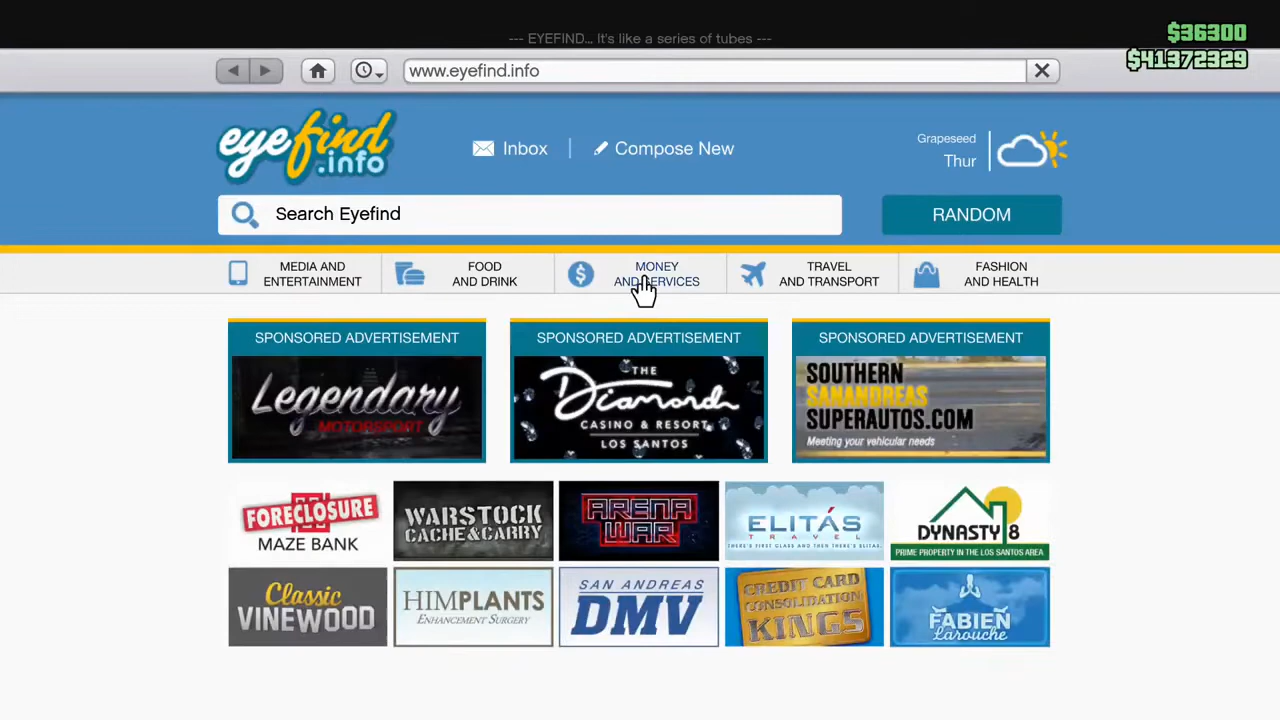 --- EYEFIND... It's like a series of tubes ---
$36300
$41372329
www.eyefind.info
eyefind
.info
Inbox
Compose New
Grapeseed
Thur
Search Eyefind
RANDOM
MEDIA AND
ENTERTAINMENT
FOOD
AND DRINK
MONEY
AND SERVICES
TRAVEL
AND TRANSPORT
FASHION
AND HEALTH
SPONSORED ADVERTISEMENT
Legendary
MOTORSPORT
SPONSORED ADVERTISEMENT
THE
Diamond
CASINO & RESORT
LOS SANTOS
SPONSORED ADVERTISEMENT
SOUTHERN
SANANDREAS
SUPERAUTOS.COM
Meeting your vehicular needs
FORECLOSURE
MAZE BANK
WARSTOCK
CACHE&CARRY
ARENA
WAR
ELITÁS
TRAVEL
THERE'S FIRST CLASS AND THEN THERE'S ELITAS.
DYNASTY 8
PRIME PROPERTY IN THE LOS SANTOS AREA
Classic
VINEWOOD
HIMPLANTS
ENHANCEMENT SURGERY
SAN ANDREAS
DMV
CREDIT CARD
CONSOLIDATION
KINGS
FABIEN
Larouche